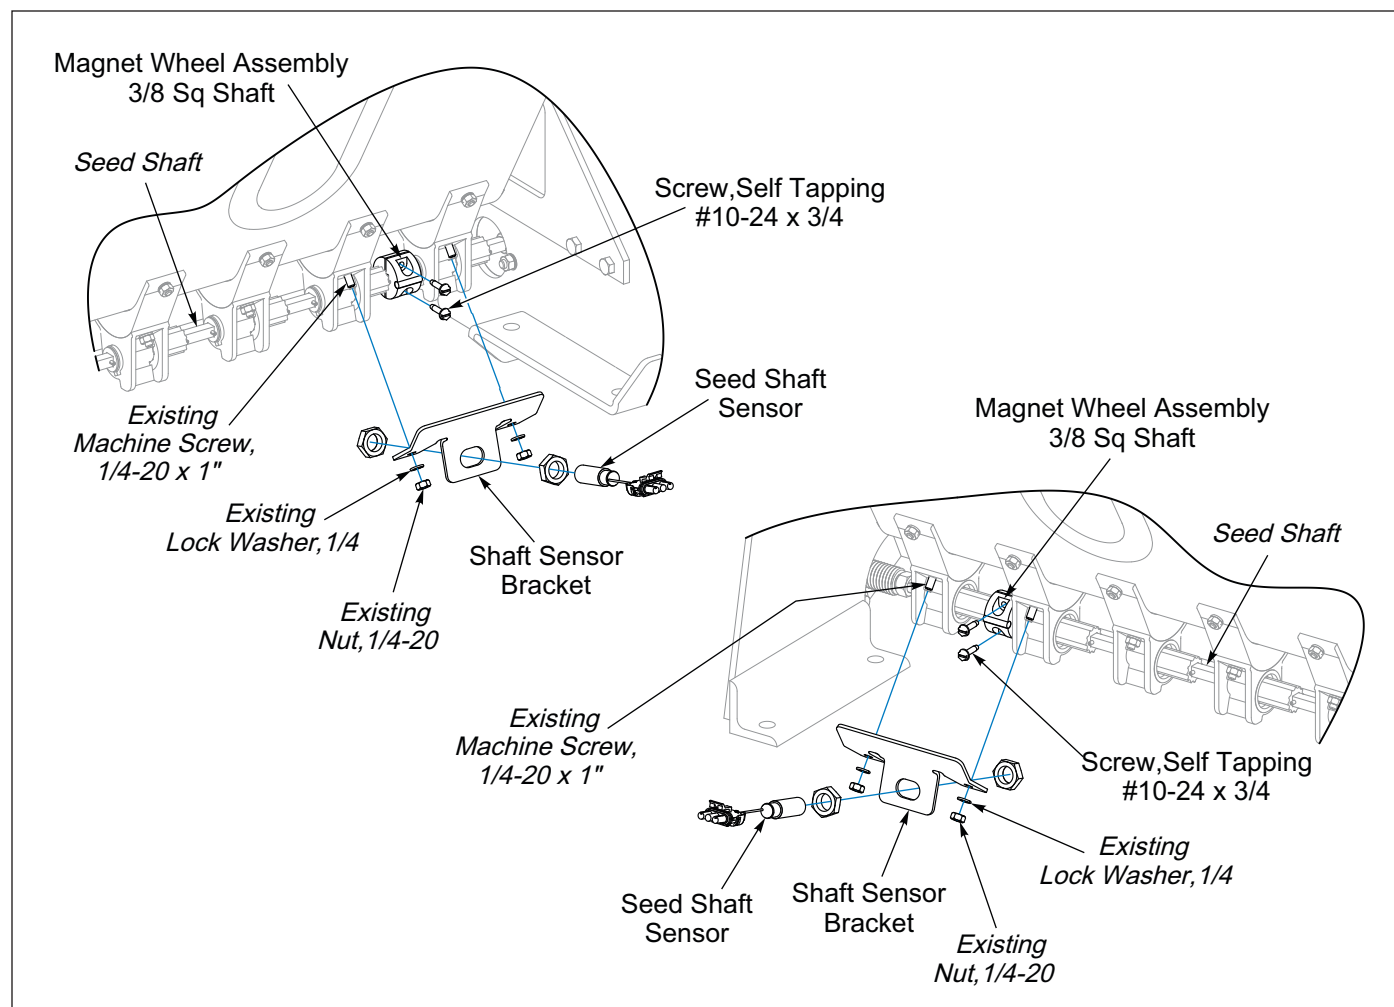 Magnet Wheel Assembly
3/8 Sq Shaft
Seed Shaft
Screw,Self Tapping
#10-24 x 3/4
Seed Shaft
Sensor
Existing
Machine Screw,
1/4-20 x 1"
Existing
Lock Washer,1/4
Shaft Sensor
Bracket
Existing
Nut,1/4-20
Magnet Wheel Assembly
3/8 Sq Shaft
Seed Shaft
Existing
Machine Screw,
1/4-20 x 1"
Screw,Self Tapping
#10-24 x 3/4
Existing
Lock Washer,1/4
Seed Shaft
Sensor
Shaft Sensor
Bracket
Existing
Nut,1/4-20